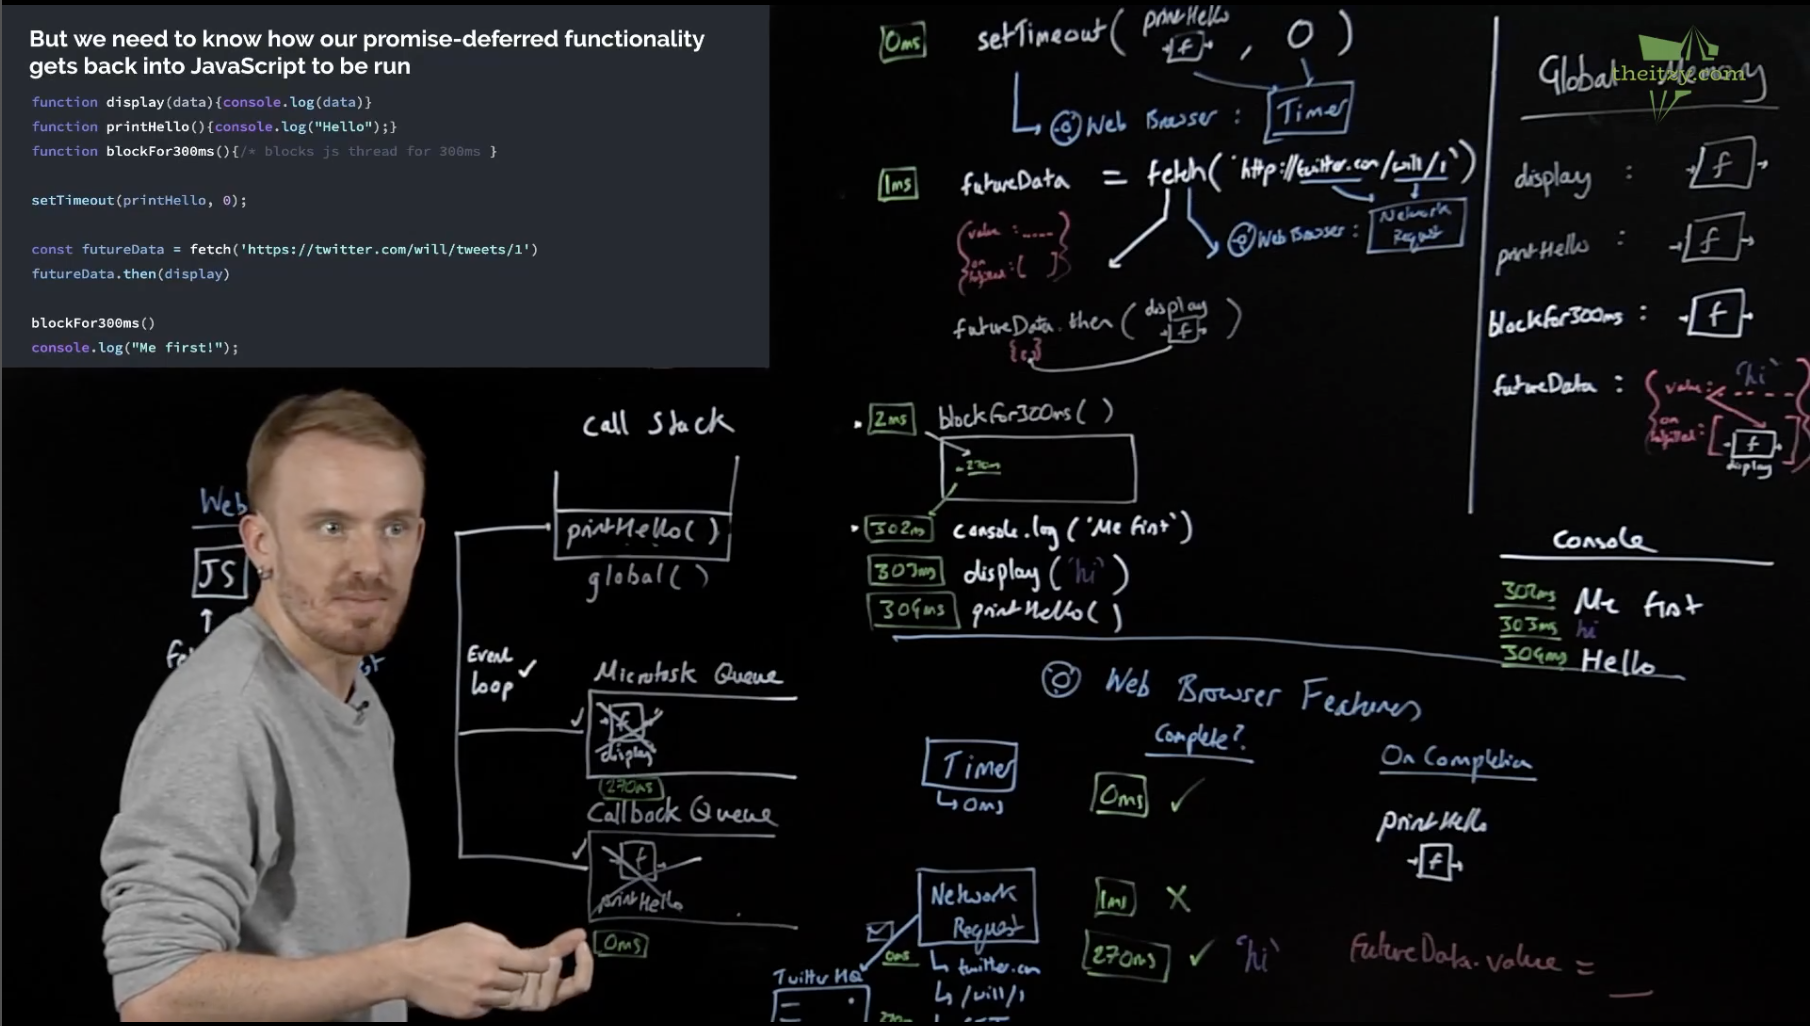 But we need to know how our promise-deferred functionality
gets back into JavaScript to be run
function display(data){console.log(data)}
function printHello(){console.log("Hello");}
function blockFor300ms(){/* blocks js thread for 300ms }
setTimeout(printHello, 0);
const futureData = fetch('https://twitter.com/will/tweets/1')
futureData.then(display)
blockFor300ms()
console.log("Me first!");
0ms setTimeout( printHello f , 0 )
Web Browser : Timer
1ms futureData = fetch('http://twitter.com/will/1')
value :
on fulfilled : [ ]
Web Browser : Network Request
futureData.then( display f )
2ms blockFor300ms( )
270ms
302ms console.log('Me first')
303ms display('hi')
304ms printHello( )
Global Memory
theitzy.com
display : f
printHello : f
blockFor300ms : f
futureData : value : 'hi'
on fulfilled : [ f ]
display
Console
302ms Me first
303ms hi
304ms Hello
Call Stack
printHello( )
global( )
Web
JS
Event loop
Microtask Queue
f
display
270ms
Callback Queue
f
printHello
0ms
Web Browser Features
Complete?
On Completion
Timer
0ms
0ms
printHello
f
Network Request
1ms X
270ms 'hi'
futureData.value =
0ms
twitter.com
/will/1
Twitter HQ